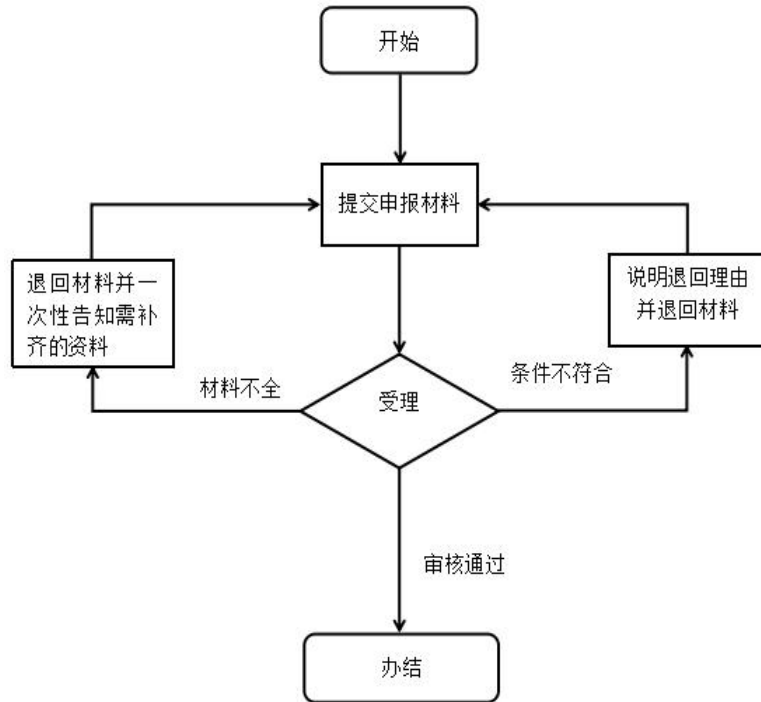 开始
提交申报材料
退回材料并一
次性告知需补
齐的资料
说明退回理由
并退回材料
材料不全
受理
条件不符合
审核通过
办结